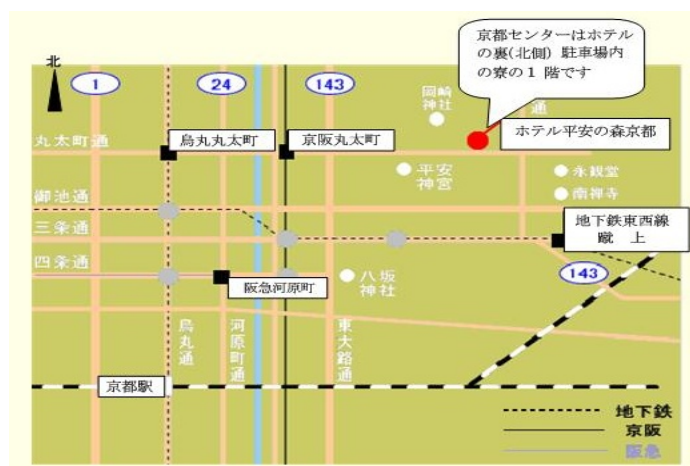 京都センターはホテル
の裏(北側) 駐車場内
の寮の１ 階です
北
1
24
143
岡崎
神社
通
ホテル平安の森京都
丸太町通
烏丸丸太町
京阪丸太町
平安
神宮
永観堂
南禅寺
御池通
三条通
地下鉄東西線
蹴　上
四条通
143
阪急河原町
八坂
神社
烏丸通
河原町通
東大路通
京都駅
地下鉄
京阪
阪急